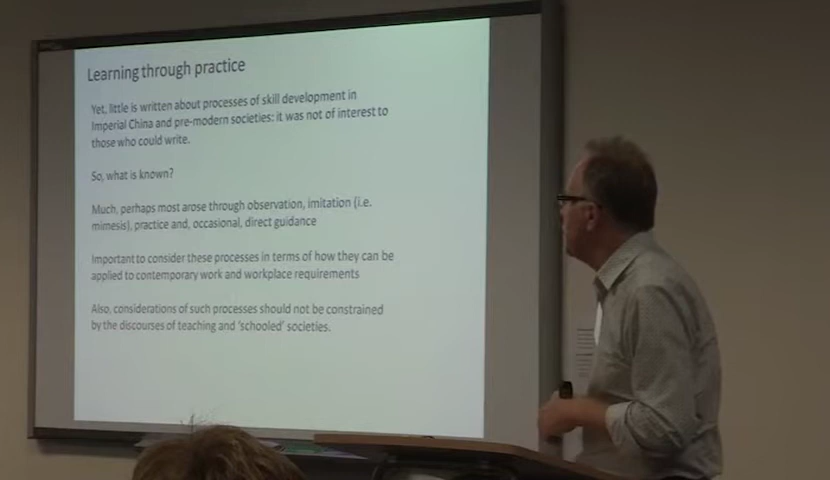 Learning through practice
Yet, little is written about processes of skill development in
Imperial China and pre-modern societies: it was not of interest to
those who could write.
So, what is known?
Much, perhaps most arose through observation, imitation (i.e.
mimesis), practice and, occasional, direct guidance
Important to consider these processes in terms of how they can be
applied to contemporary work and workplace requirements
Also, considerations of such processes should not be constrained
by the discourses of teaching and 'schooled' societies.